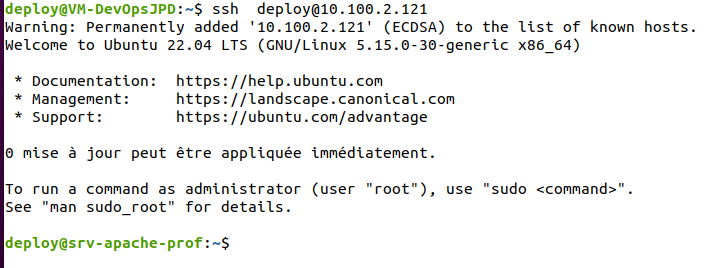 deploy@VM-DevOpsJPD:~$ ssh  deploy@10.100.2.121
Warning: Permanently added '10.100.2.121' (ECDSA) to the list of known hosts.
Welcome to Ubuntu 22.04 LTS (GNU/Linux 5.15.0-30-generic x86_64)

 * Documentation:  https://help.ubuntu.com
 * Management:     https://landscape.canonical.com
 * Support:        https://ubuntu.com/advantage

0 mise à jour peut être appliquée immédiatement.

To run a command as administrator (user "root"), use "sudo <command>".
See "man sudo_root" for details.

deploy@srv-apache-prof:~$